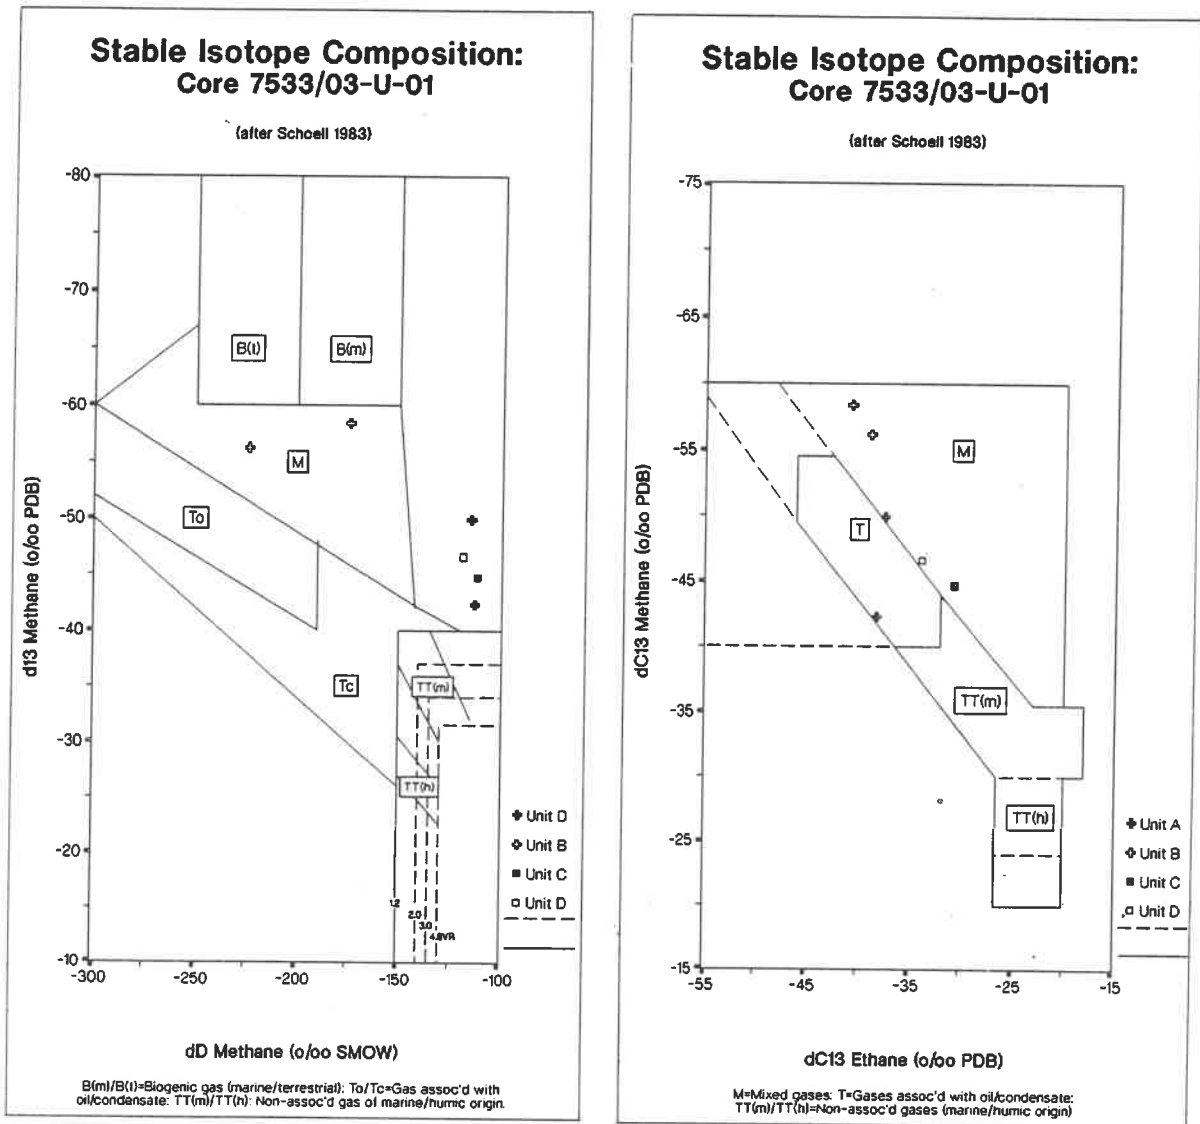 Stable Isotope Composition:
Core 7533/03-U-01
(after Schoell 1983)
-80
-70
-60
-50
-40
-30
-20
-10
-300
-250
-200
-150
-100
d13 Methane (o/oo PDB)
B(t)
B(m)
M
To
Tc
TT(m)
TT(h)
1.2
2.0
3.0
4.0VR
Unit D
Unit B
Unit C
Unit D
dD Methane (o/oo SMOW)
B(m)/B(t)=Biogenic gas (marine/terrestrial): To/Tc=Gas assoc'd with
oil/condensate: TT(m)/TT(h): Non-assoc'd gas of marine/humic origin.
Stable Isotope Composition:
Core 7533/03-U-01
(after Schoell 1983)
-75
-65
-55
-45
-35
-25
-15
-55
-45
-35
-25
-15
dC13 Methane (o/oo PDB)
M
T
TT(m)
TT(h)
Unit A
Unit B
Unit C
Unit D
dC13 Ethane (o/oo PDB)
M=Mixed gases: T=Gases assoc'd with oil/condensate:
TT(m)/TT(h)=Non-assoc'd gases (marine/humic origin)